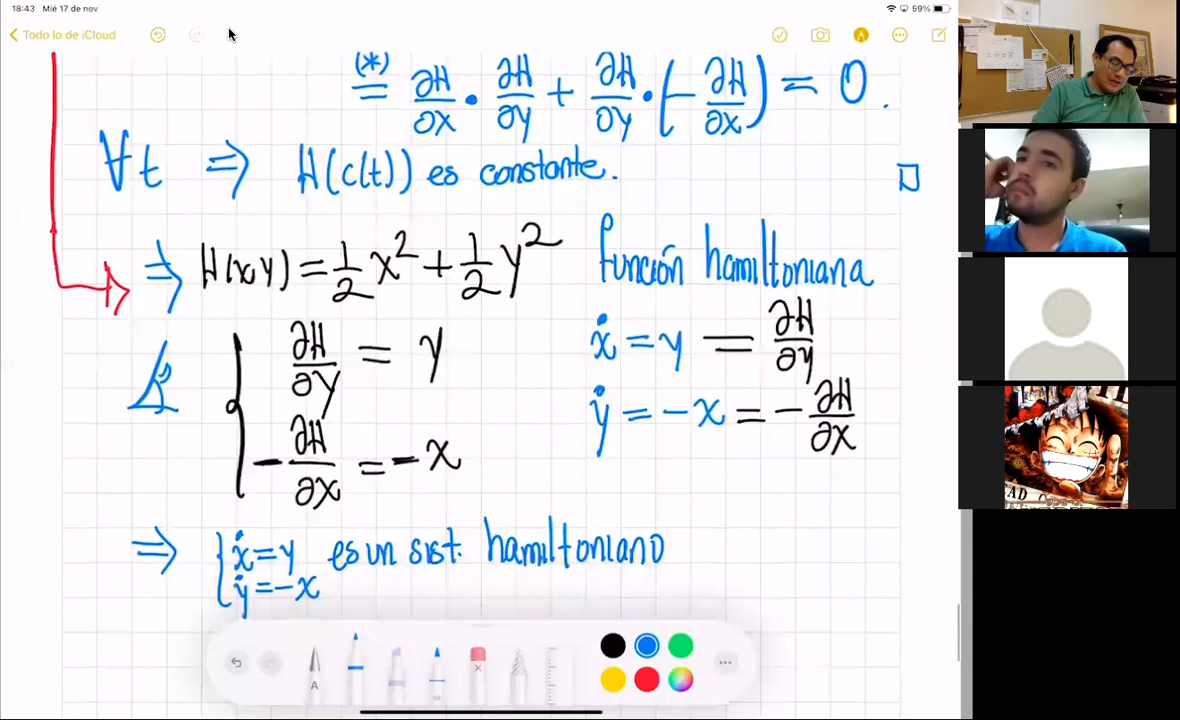 18:43 Mié 17 de nov 59%
Todo lo de iCloud
(*) = ∂H/∂x · ∂H/∂y + ∂H/∂y · (-∂H/∂x) = 0.
∀t ⇒ H(c(t)) es constante. □
⇒ H(x,y) = 1/2 x² + 1/2 y² función hamiltoniana
∂H/∂y = y ẋ = y = ∂H/∂y
-∂H/∂x = -x ẏ = -x = -∂H/∂x
⇒ { ẋ = y es un sist. hamiltoniano
ẏ = -x
A
AD